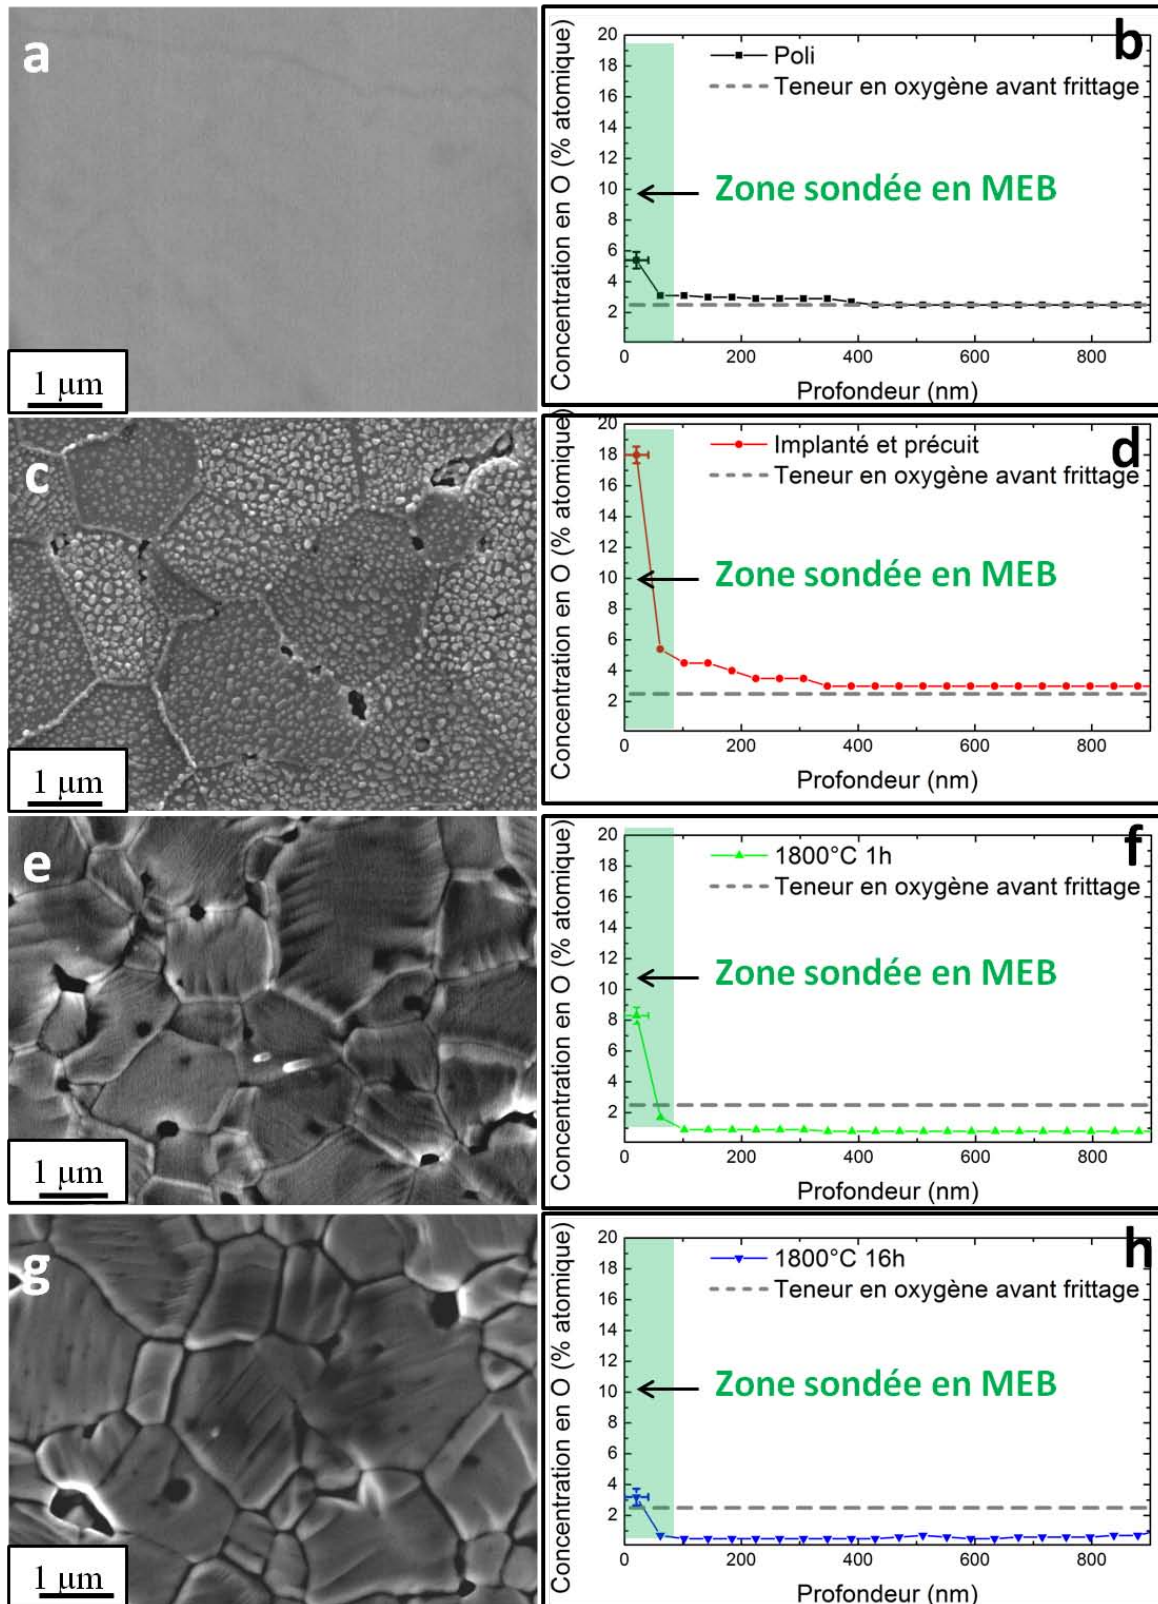 a
1 µm
b
Concentration en O (% atomique)
20
18
16
14
12
10
8
6
4
2
Poli
Teneur en oxygène avant frittage
Zone sondée en MEB
0
200
400
600
800
Profondeur (nm)
c
1 µm
d
Concentration en O (% atomique)
20
18
16
14
12
10
8
6
4
2
Implanté et précuit
Teneur en oxygène avant frittage
Zone sondée en MEB
0
200
400
600
800
Profondeur (nm)
e
1 µm
f
Concentration en O (% atomique)
20
18
16
14
12
10
8
6
4
2
1800°C 1h
Teneur en oxygène avant frittage
Zone sondée en MEB
0
200
400
600
800
Profondeur (nm)
g
1 µm
h
Concentration en O (% atomique)
20
18
16
14
12
10
8
6
4
2
1800°C 16h
Teneur en oxygène avant frittage
Zone sondée en MEB
0
200
400
600
800
Profondeur (nm)